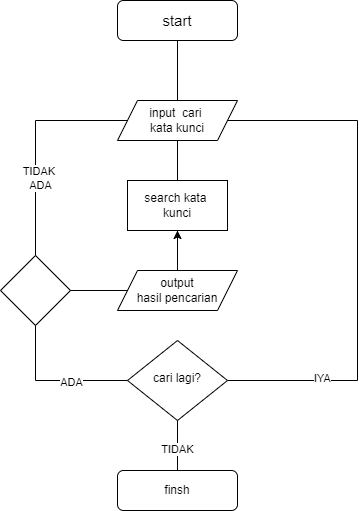 start
input cari
kata kunci
TIDAK
ADA
search kata
kunci
output
hasil pencarian
cari lagi?
ADA
IYA
TIDAK
finsh